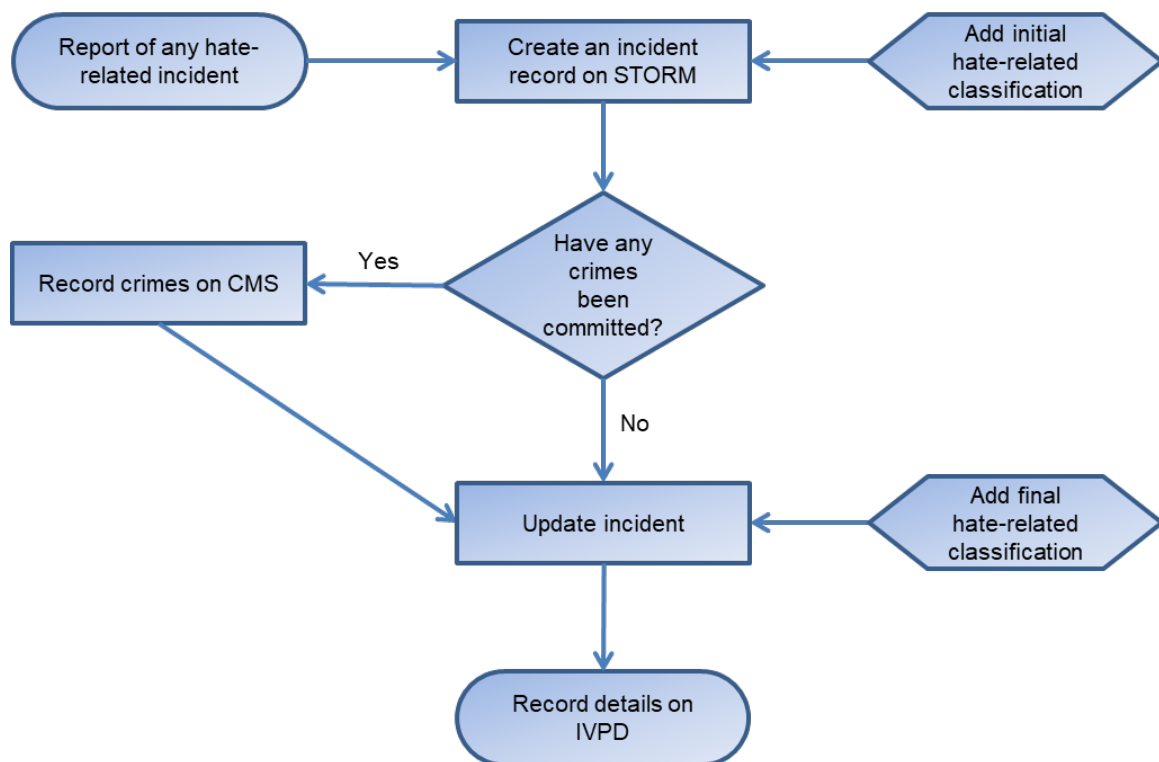 Report of any hate-
related incident
Create an incident
record on STORM
Add initial
hate-related
classification
Have any
crimes
been
committed?
Yes
Record crimes on CMS
No
Update incident
Add final
hate-related
classification
Record details on
IVPD